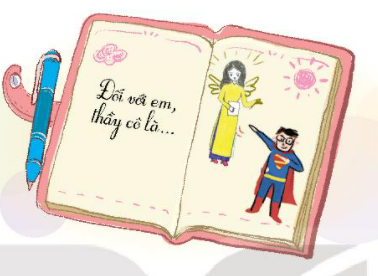 Đối với em,
thầy cô là...